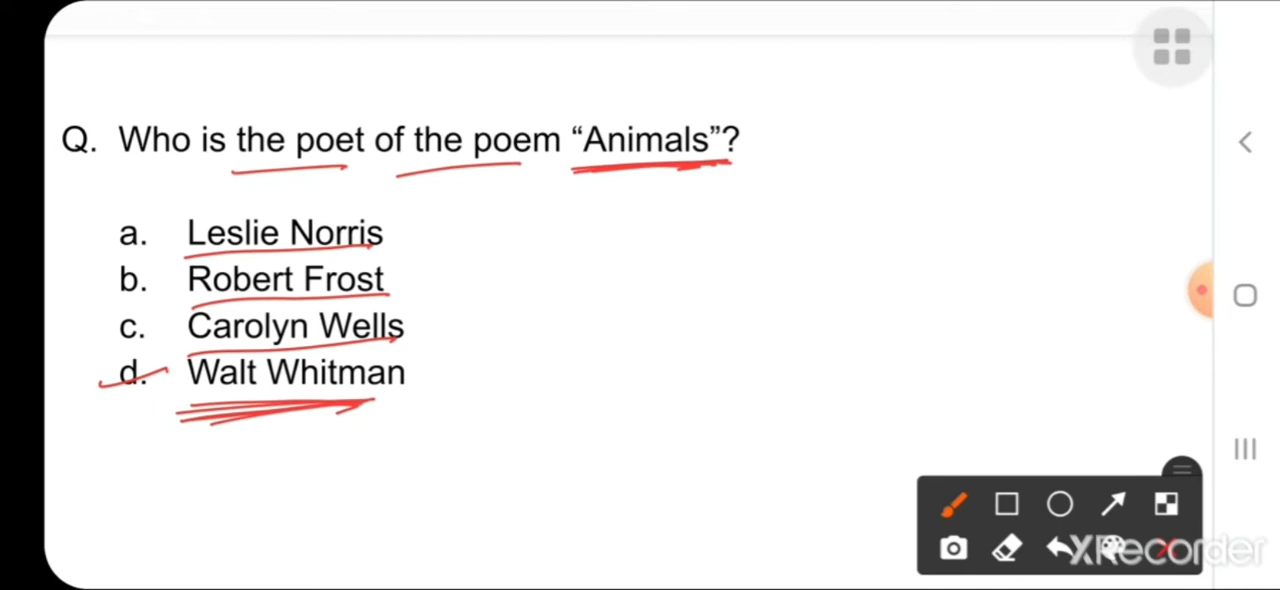 Q. Who is the poet of the poem “Animals”?
a. Leslie Norris
b. Robert Frost
c. Carolyn Wells
d. Walt Whitman
XRecorder